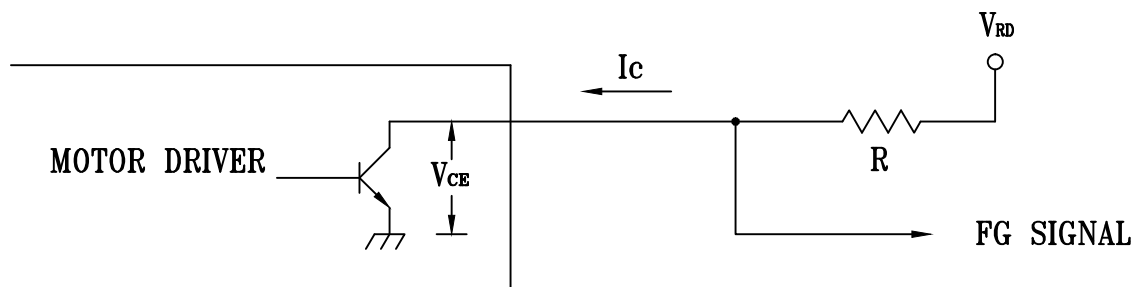 V_RD
Ic
MOTOR DRIVER
V_CE
R
FG SIGNAL